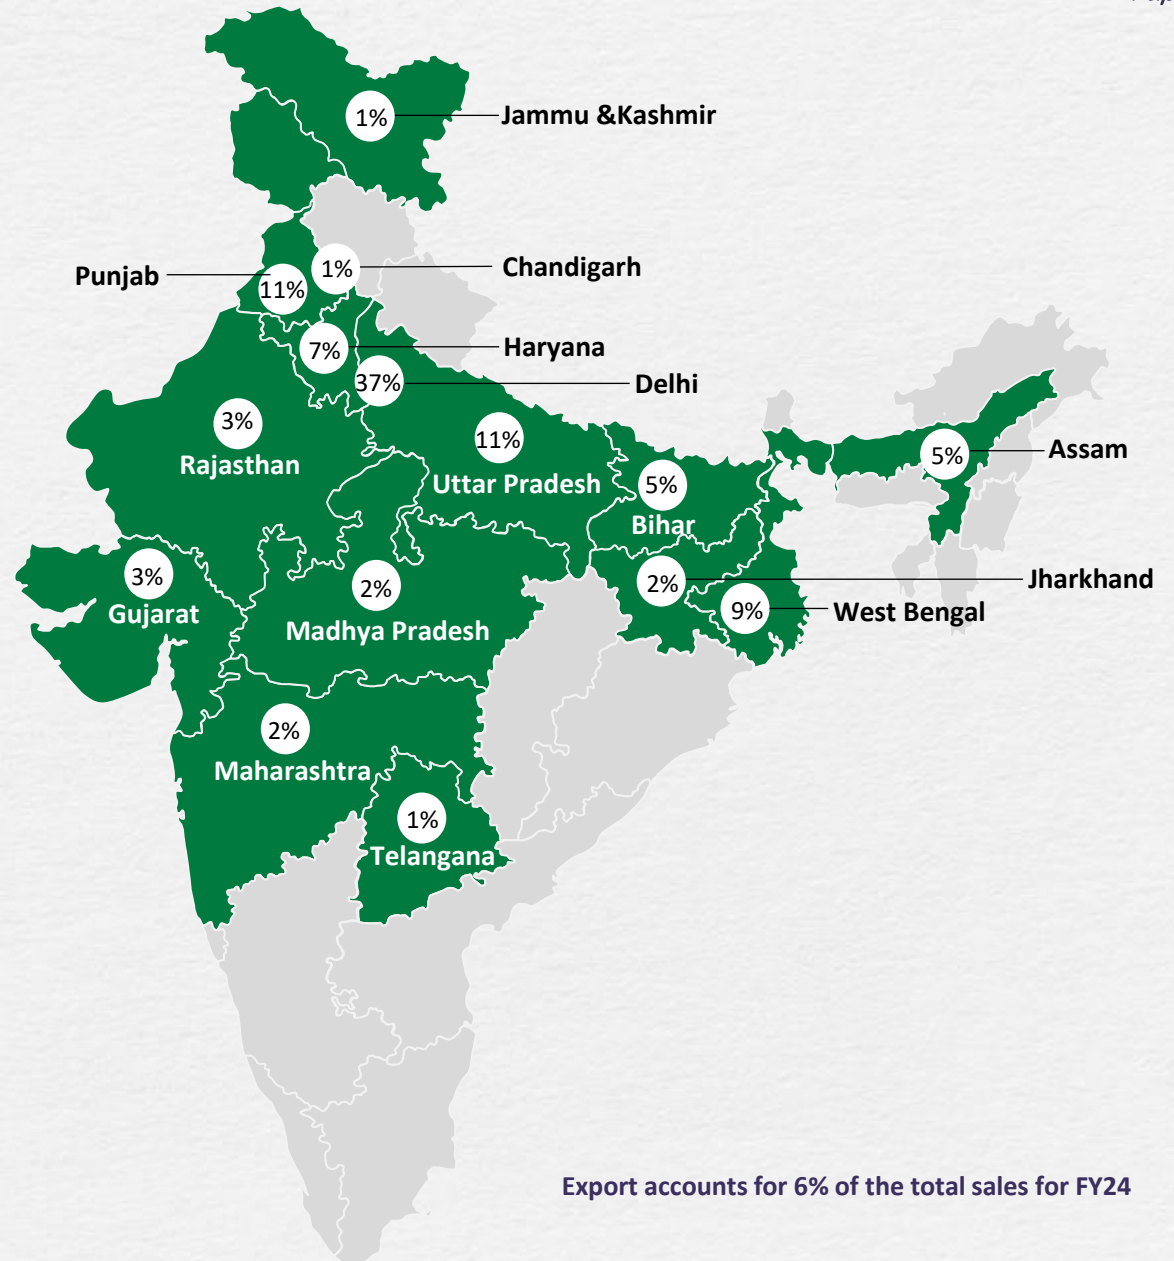 1%
Jammu &Kashmir
Punjab
11%
1%
Chandigarh
7%
Haryana
37%
Delhi
3%
Rajasthan
11%
Uttar Pradesh
5%
Bihar
5%
Assam
3%
Gujarat
2%
Madhya Pradesh
2%
Jharkhand
9%
West Bengal
2%
Maharashtra
1%
Telangana
Export accounts for 6% of the total sales for FY24